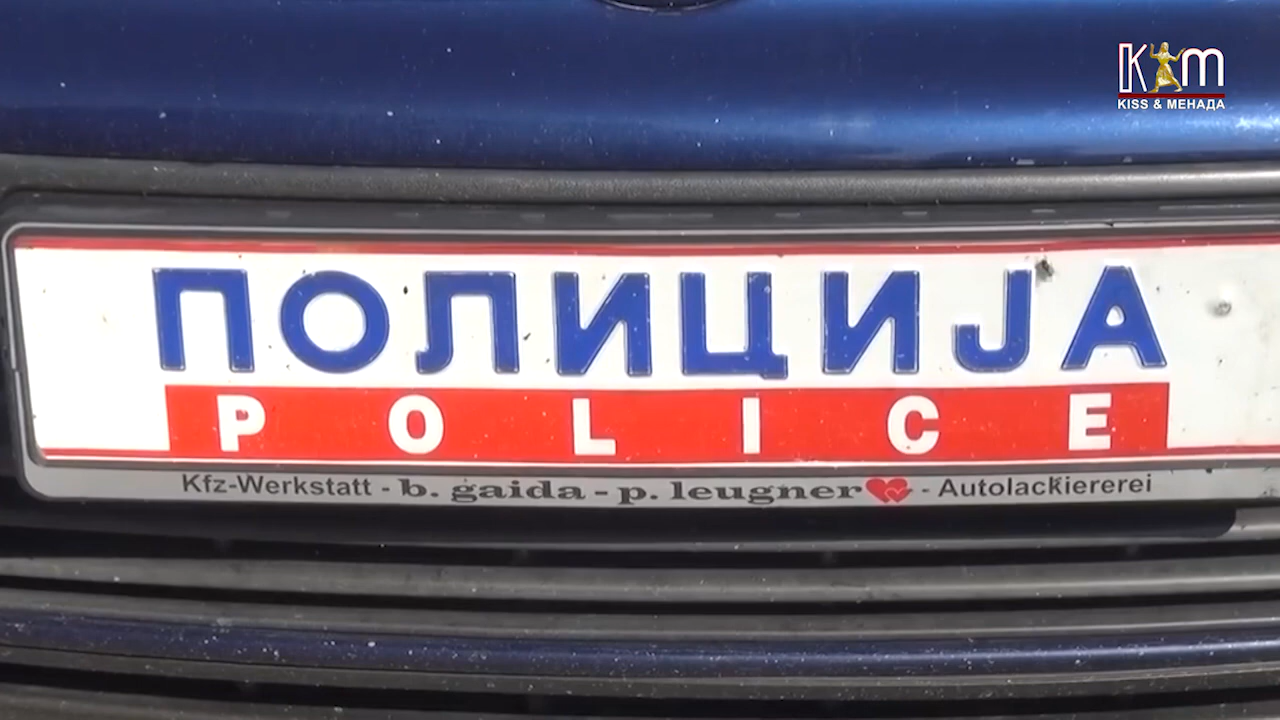 KM
KISS & МЕНАДА
ПОЛИЦИЈА
POLICE
Kfz-Werkstatt - b. gaida - p. leugner - Autolackiererei